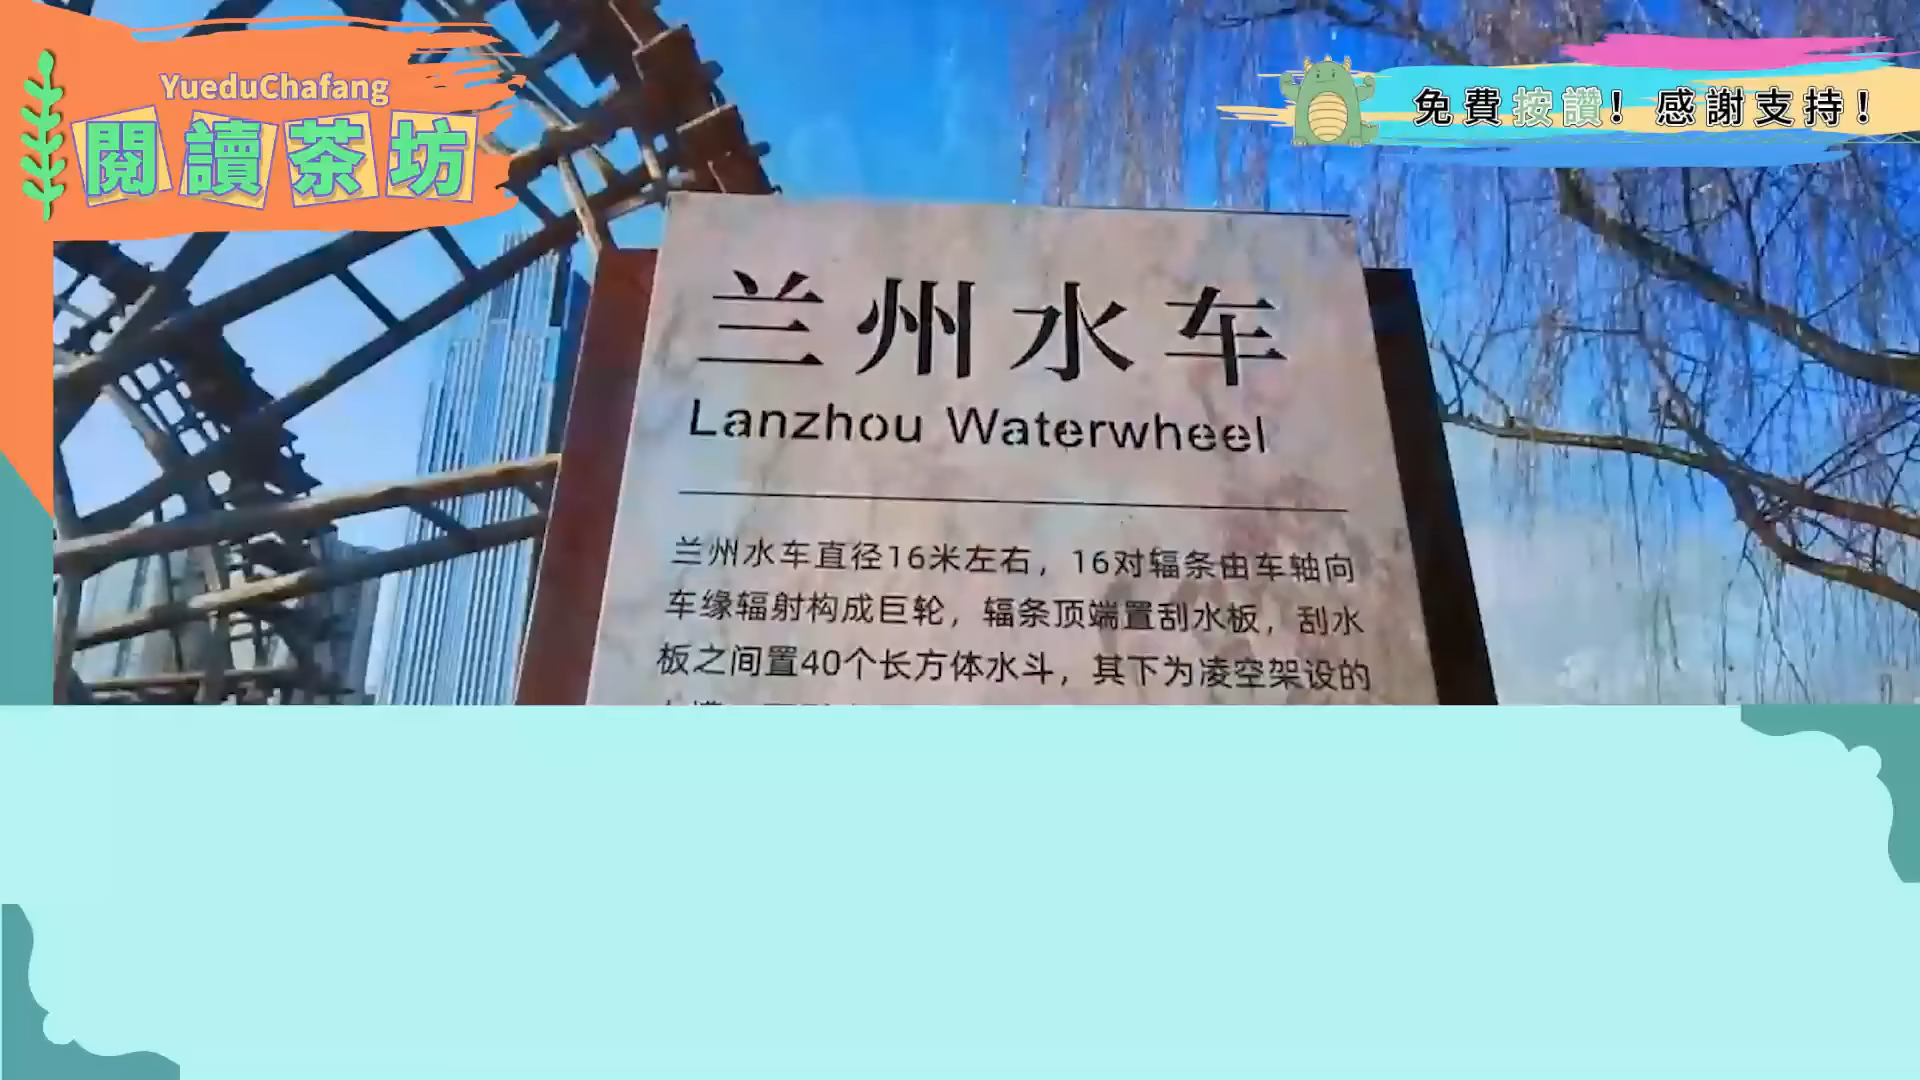 YueduChafang
閱讀茶坊
免費按讚！感謝支持！
兰州水车
Lanzhou Waterwheel
兰州水车直径16米左右，16对辐条由车轴向
车缘辐射构成巨轮，辐条顶端置刮水板，刮水
板之间置40个长方体水斗，其下为凌空架设的